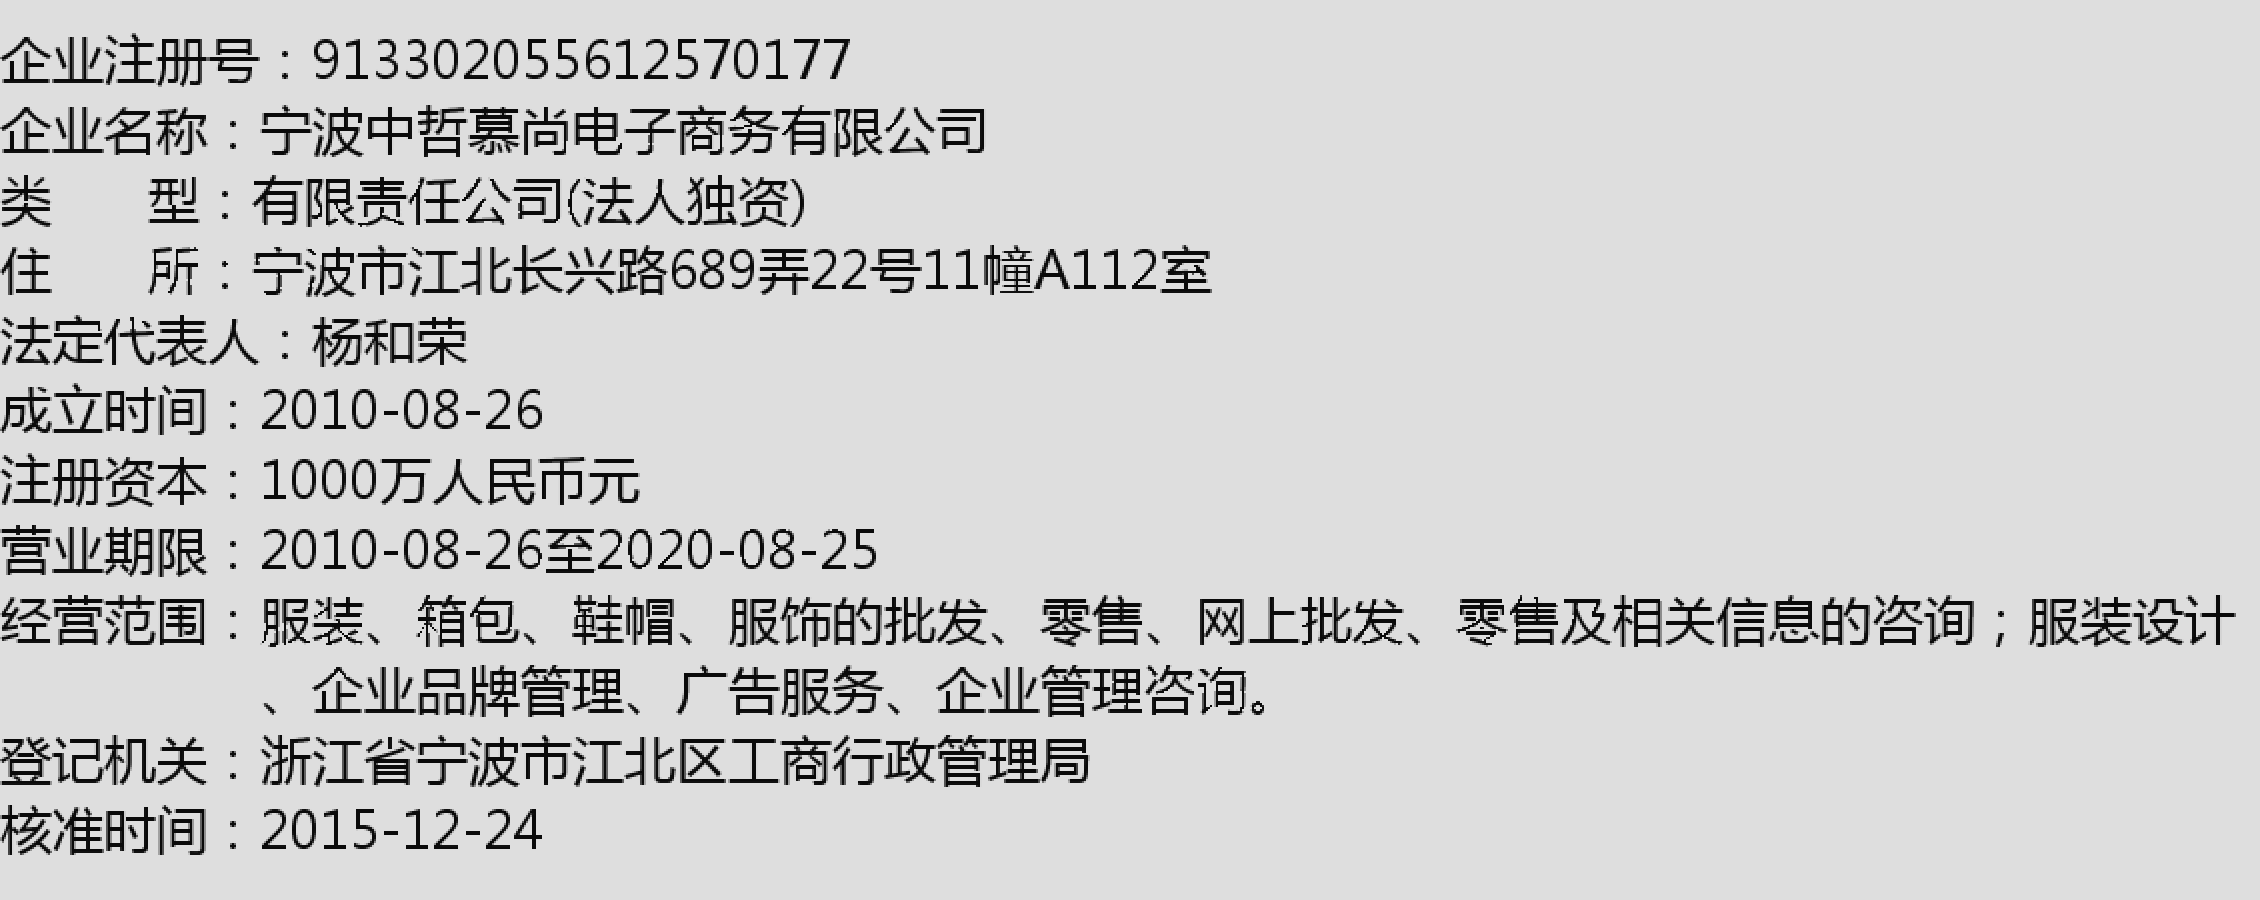 企业注册号：913302055612570177
企业名称：宁波中哲慕尚电子商务有限公司
类　　型：有限责任公司(法人独资)
住　　所：宁波市江北长兴路689弄22号11幢A112室
法定代表人：杨和荣
成立时间：2010-08-26
注册资本：1000万人民币元
营业期限：2010-08-26至2020-08-25
经营范围：服装、箱包、鞋帽、服饰的批发、零售、网上批发、零售及相关信息的咨询；服装设计
、企业品牌管理、广告服务、企业管理咨询。
登记机关：浙江省宁波市江北区工商行政管理局
核准时间：2015-12-24